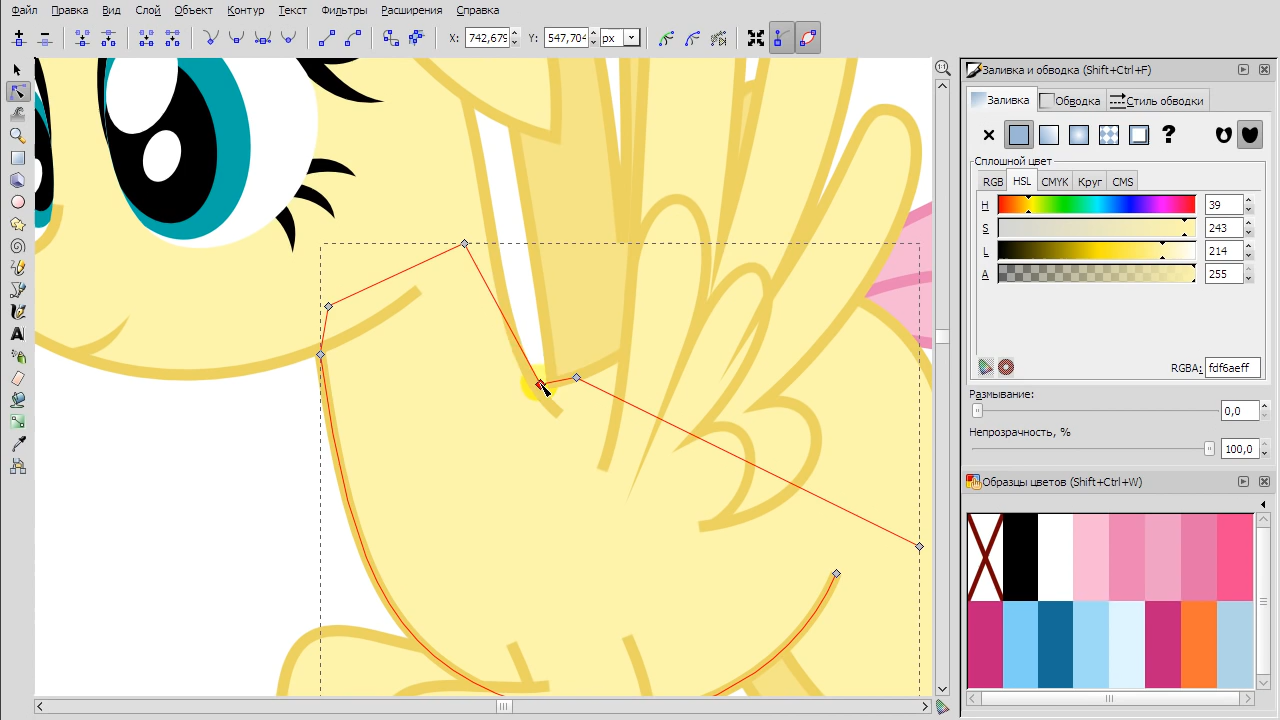 Файл Правка Вид Слой Объект Контур Текст Фильтры Расширения Справка
X: 742,679 Y: 547,704 px
Заливка и обводка (Shift+Ctrl+F)
Заливка Обводка Стиль обводки
?
Сплошной цвет
RGB HSL CMYK Круг CMS
H 39
S 243
L 214
A 255
RGBA: fdf6aeff
Размывание:
0,0
Непрозрачность, %
100,0
Образцы цветов (Shift+Ctrl+W)